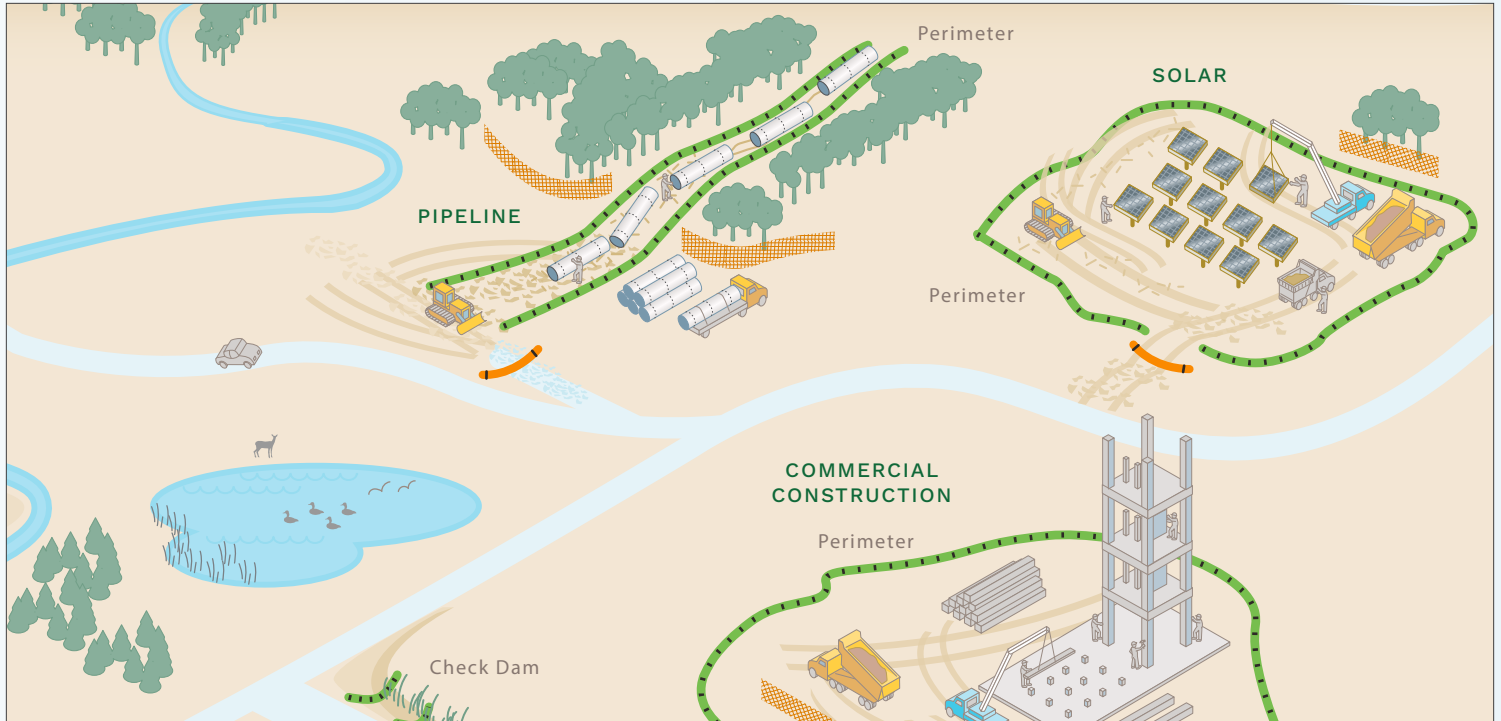 Perimeter
SOLAR
PIPELINE
Perimeter
COMMERCIAL
CONSTRUCTION
Perimeter
Check Dam